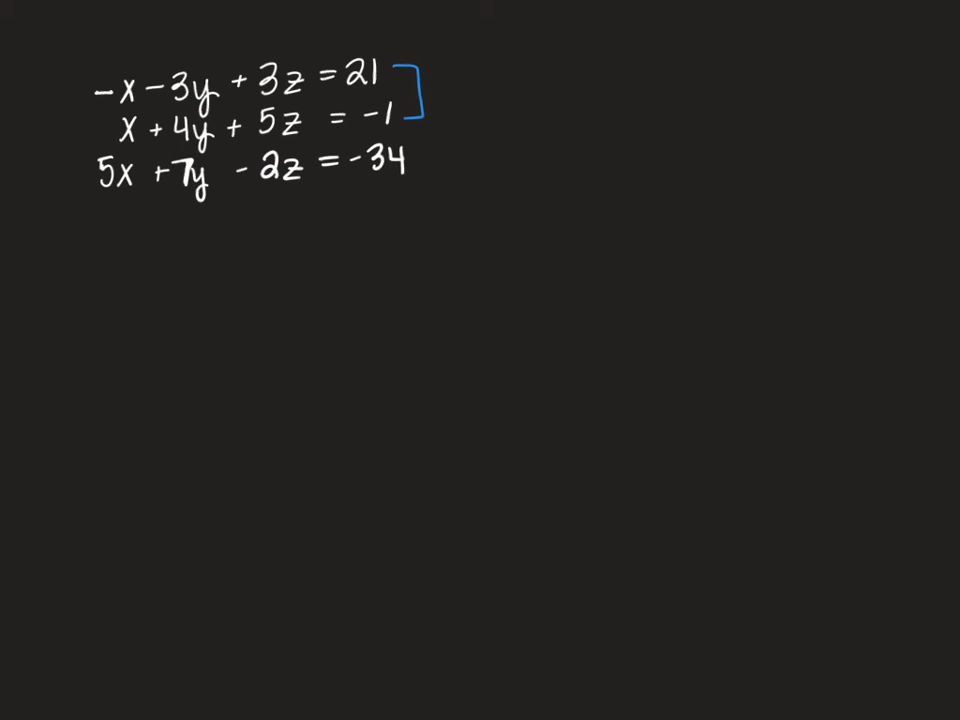 -x - 3y + 3z = 21
x + 4y + 5z = -1
5x + 7y - 2z = -34